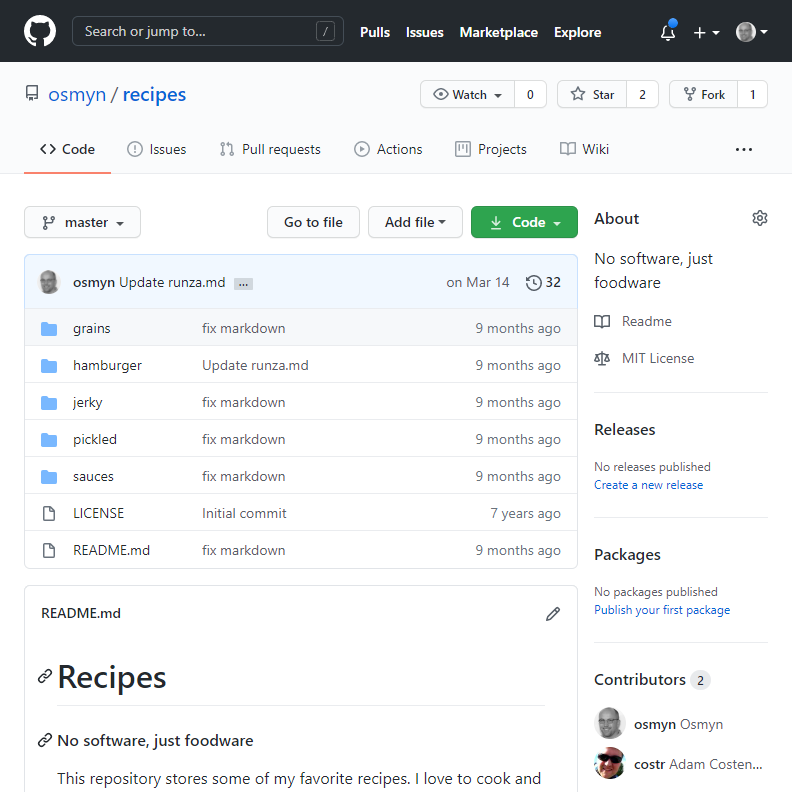 Search or jump to... / Pulls Issues Marketplace Explore
osmyn / recipes Watch 0 Star 2 Fork 1
Code Issues Pull requests Actions Projects Wiki ...
master Go to file Add file Code
About
No software, just
foodware
Readme
MIT License
Releases
No releases published
Create a new release
Packages
No packages published
Publish your first package
Contributors 2
osmyn Osmyn
costr Adam Costen...
osmyn Update runza.md ... on Mar 14 32
grains fix markdown 9 months ago
hamburger Update runza.md 9 months ago
jerky fix markdown 9 months ago
pickled fix markdown 9 months ago
sauces fix markdown 9 months ago
LICENSE Initial commit 7 years ago
README.md fix markdown 9 months ago
README.md
Recipes
No software, just foodware
This repository stores some of my favorite recipes. I love to cook and